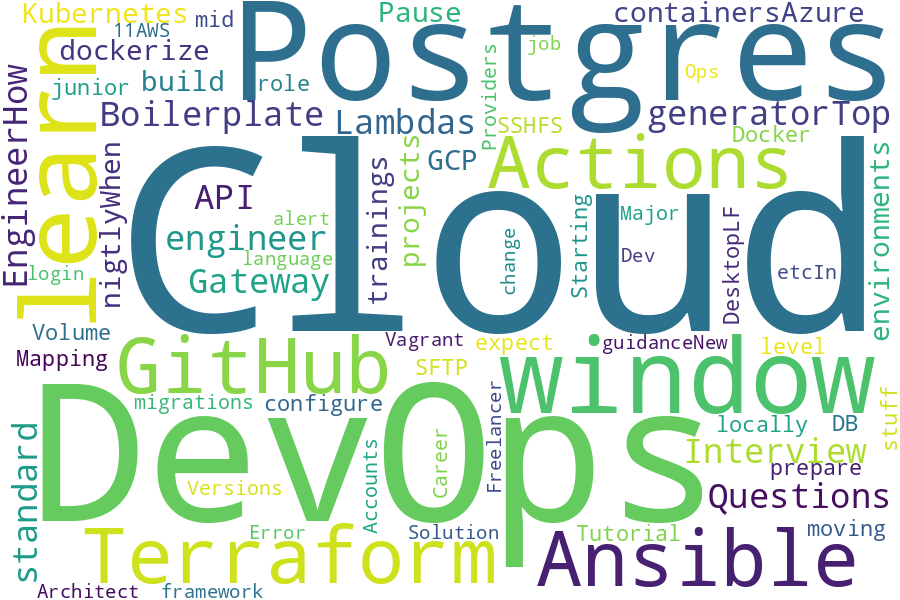 Kubernetes
11AWS
mid
Postgres
Pause
containersAzure
dockerize
job
junior
build
role
Ops
Boilerplate
Lambdas
Providers
SSHFS
generatorTop
Docker
EngineerHow
learn
nigtlyWhen
Cloud
API
engineer
alert
language
Gateway
trainings
projects
GCP
Actions
change
Starting
Major
Dev
DesktopLF
etcIn
environments
login
Volume
Mapping
GitHub
Vagrant
expect
guidanceNew
level
SFTP
window
migrations
configure
DevOps
Freelancer
locally
DB
stuff
Interview
prepare
standard
Versions
Accounts
Career
Questions
Terraform
Error
Solution
Ansible
Tutorial
moving
Architect
framework